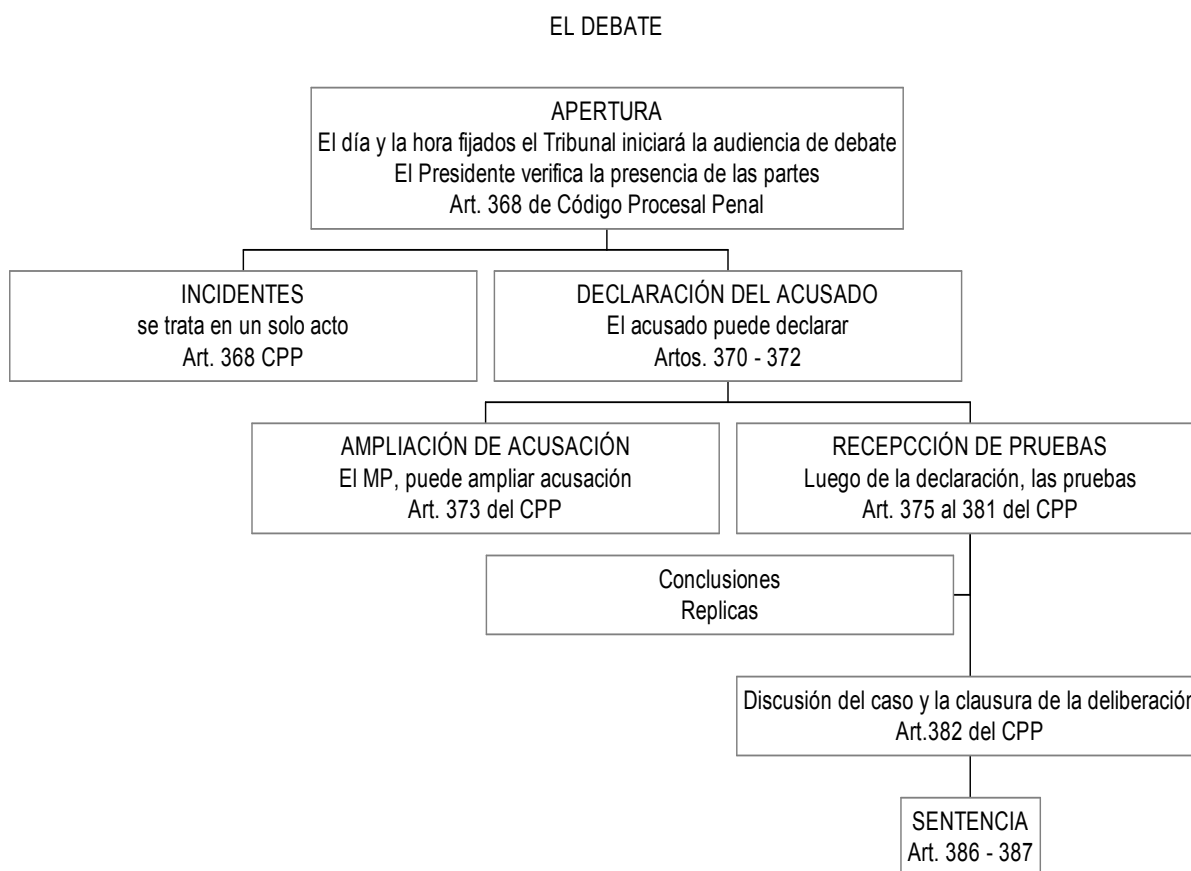 EL DEBATE
APERTURA
El día y la hora fijados el Tribunal iniciará la audiencia de debate
El Presidente verifica la presencia de las partes
Art. 368 de Código Procesal Penal
INCIDENTES
se trata en un solo acto
Art. 368 CPP
DECLARACIÓN DEL ACUSADO
El acusado puede declarar
Artos. 370 - 372
AMPLIACIÓN DE ACUSACIÓN
El MP, puede ampliar acusación
Art. 373 del CPP
RECEPCCIÓN DE PRUEBAS
Luego de la declaración, las pruebas
Art. 375 al 381 del CPP
Conclusiones
Replicas
Discusión del caso y la clausura de la deliberación
Art.382 del CPP
SENTENCIA
Art. 386 - 387